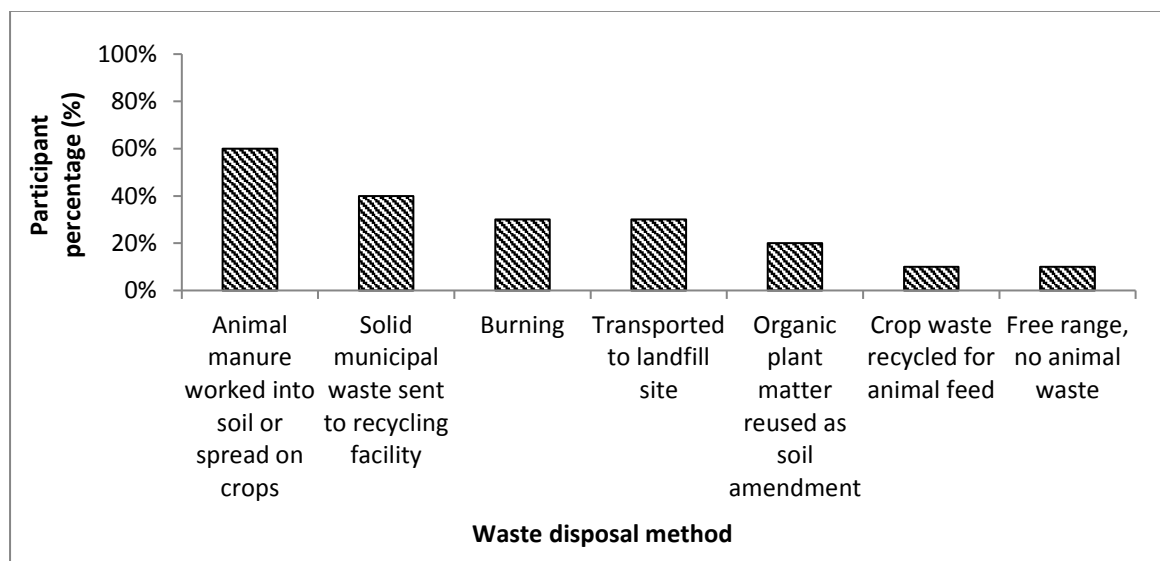 100%
80%
60%
40%
20%
0%
Participant
percentage (%)
Animal
manure
worked into
soil or
spread on
crops
Solid
municipal
waste sent
to recycling
facility
Burning
Transported
to landfill
site
Organic
plant
matter
reused as
soil
amendment
Crop waste
recycled for
animal feed
Free range,
no animal
waste
Waste disposal method